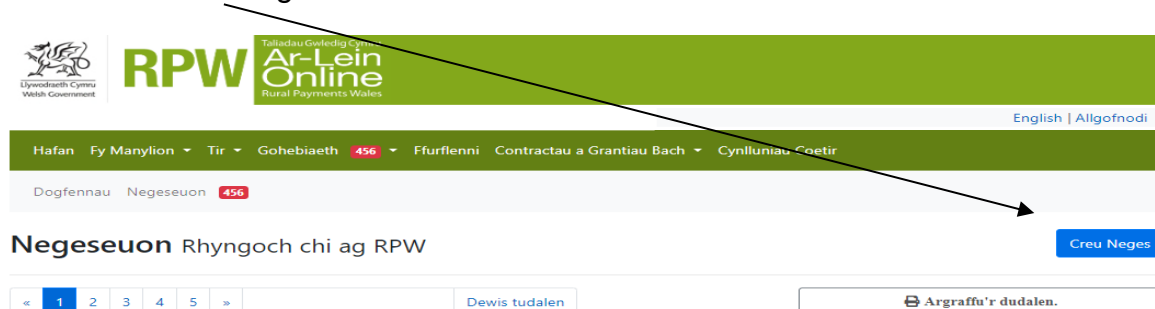 Taliadau Gwledig Cymru
RPW Ar-Lein
Online
Rural Payments Wales
Llywodraeth Cymru
Welsh Government
English | Allgofnodi
Hafan Fy Manylion Tir Gohebiaeth 456 Ffurflenni Contractau a Grantiau Bach Cynlluniau Coetir
Dogfennau Negeseuon 456
Negeseuon Rhyngoch chi ag RPW
Creu Neges
« 1 2 3 4 5 » Dewis tudalen Argraffu'r dudalen.